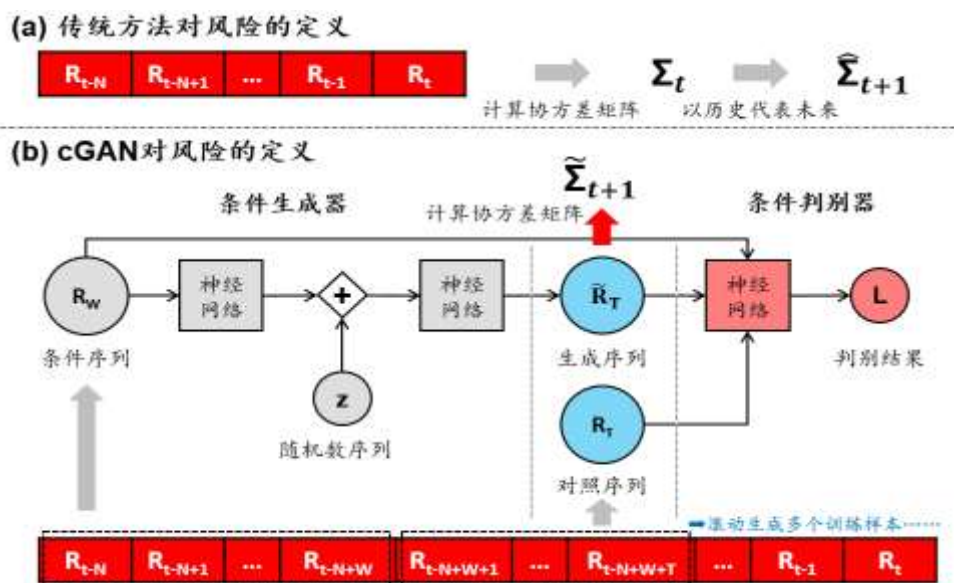 (a) 传统方法对风险的定义
R_{t-N} R_{t-N+1} ... R_{t-1} R_t
Σ_t Σ̂_{t+1}
计算协方差矩阵 以历史代表未来
(b) cGAN对风险的定义
Σ̃_{t+1}
条件生成器 计算协方差矩阵 条件判别器
R_W 神经网络 + 神经网络 R̃_T 神经网络 L
条件序列 生成序列 判别结果
z
随机数序列
R_T
对照序列
滚动生成多个训练样本……
R_{t-N} R_{t-N+1} ... R_{t-N+W} R_{t-N+W+1} ... R_{t-N+W+T} ... R_{t-1} R_t